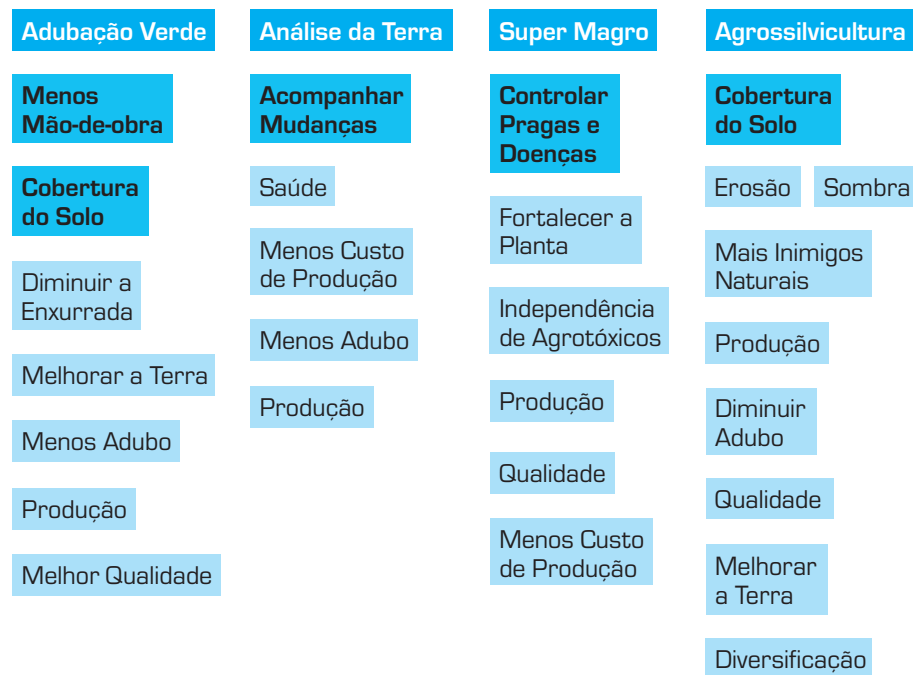 Adubação Verde
Menos
Mão-de-obra
Cobertura
do Solo
Diminuir a
Enxurrada
Melhorar a Terra
Menos Adubo
Produção
Melhor Qualidade
Análise da Terra
Acompanhar
Mudanças
Saúde
Menos Custo
de Produção
Menos Adubo
Produção
Super Magro
Controlar
Pragas e
Doenças
Fortalecer a
Planta
Independência
de Agrotóxicos
Produção
Qualidade
Menos Custo
de Produção
Agrossilvicultura
Cobertura
do Solo
Erosão
Sombra
Mais Inimigos
Naturais
Produção
Diminuir
Adubo
Qualidade
Melhorar
a Terra
Diversificação